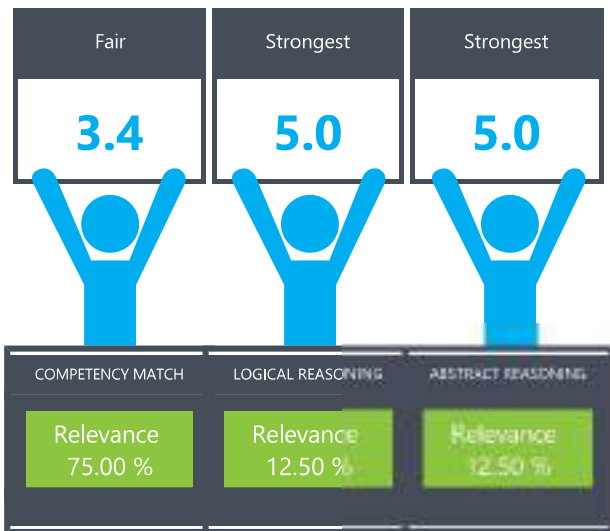 Fair
Strongest
Strongest
3.4
5.0
5.0
COMPETENCY MATCH
LOGICAL REASONING
ABSTRACT REASONING
Relevance
75.00 %
Relevance
12.50 %
Relevance
12.50 %